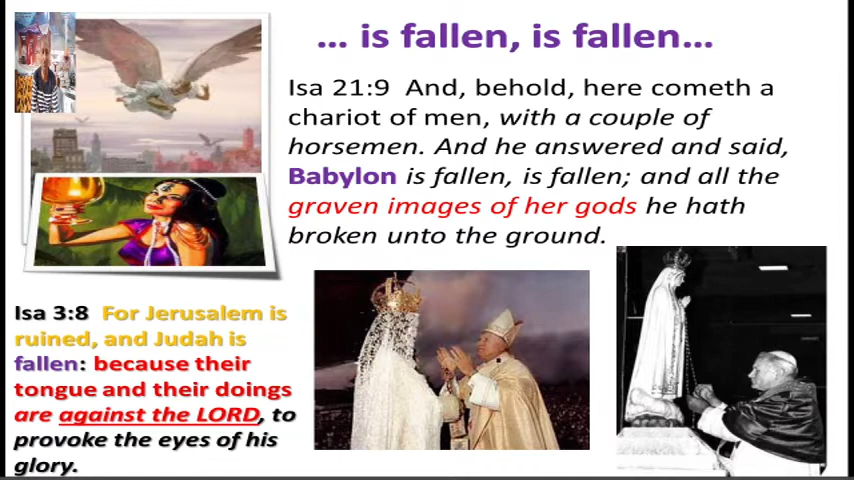 ... is fallen, is fallen...
Isa 21:9 And, behold, here cometh a
chariot of men, with a couple of
horsemen. And he answered and said,
Babylon is fallen, is fallen; and all the
graven images of her gods he hath
broken unto the ground.
Isa 3:8 For Jerusalem is
ruined, and Judah is
fallen: because their
tongue and their doings
are against the LORD, to
provoke the eyes of his
glory.